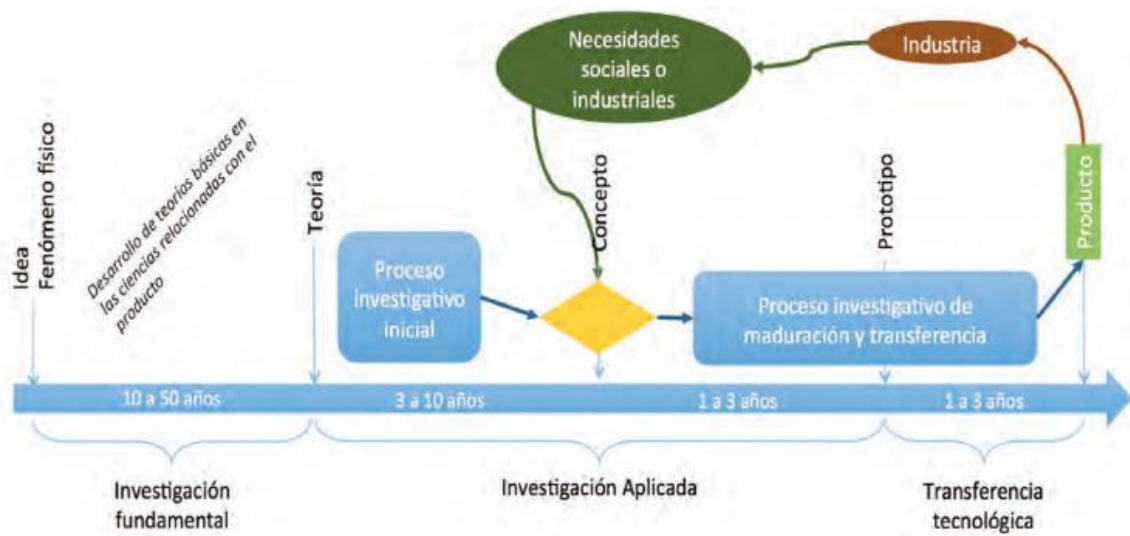 Necesidades
sociales o
industriales
Industria
Idea
Fenómeno físico
Desarrollo de teorías básicas en
las ciencias relacionadas con el
producto
Teoría
Concepto
Prototipo
Producto
Proceso
investigativo
inicial
Proceso investigativo de
maduración y transferencia
10 a 50 años
3 a 10 años
1 a 3 años
1 a 3 años
Investigación
fundamental
Investigación Aplicada
Transferencia
tecnológica